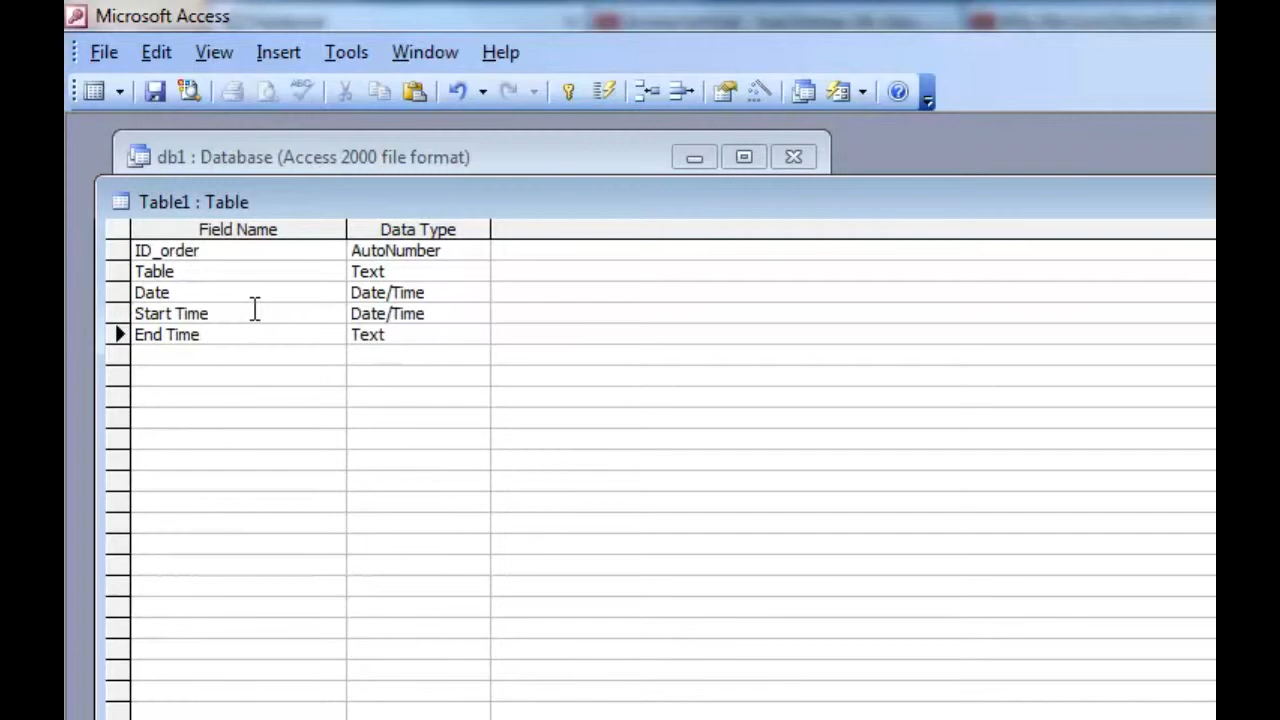 Microsoft Access
File Edit View Insert Tools Window Help
db1 : Database (Access 2000 file format)
Table1 : Table
Field Name Data Type
ID_order AutoNumber
Table Text
Date Date/Time
Start Time Date/Time
End Time Text